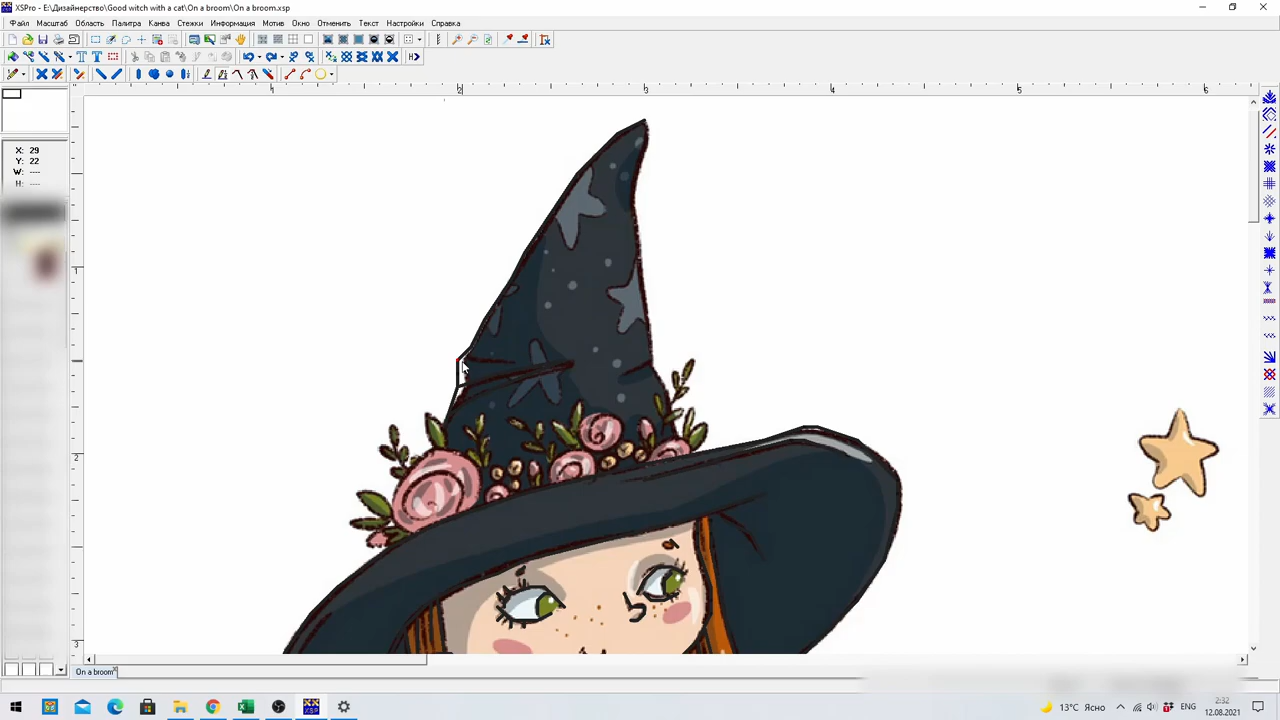 XSPro - E:\Дизайнерство\Good witch with a cat\On a broom\On a broom.xsp
Файл Масштаб Область Палитра Канва Стежки Информация Мотив Окно Отменить Текст Настройки Справка
1 2 3 4 5 6
X: 29
Y: 22
W: ----
H: ----
1
2
3
On a broom
13°C Ясно ENG 2:32
12.08.2021